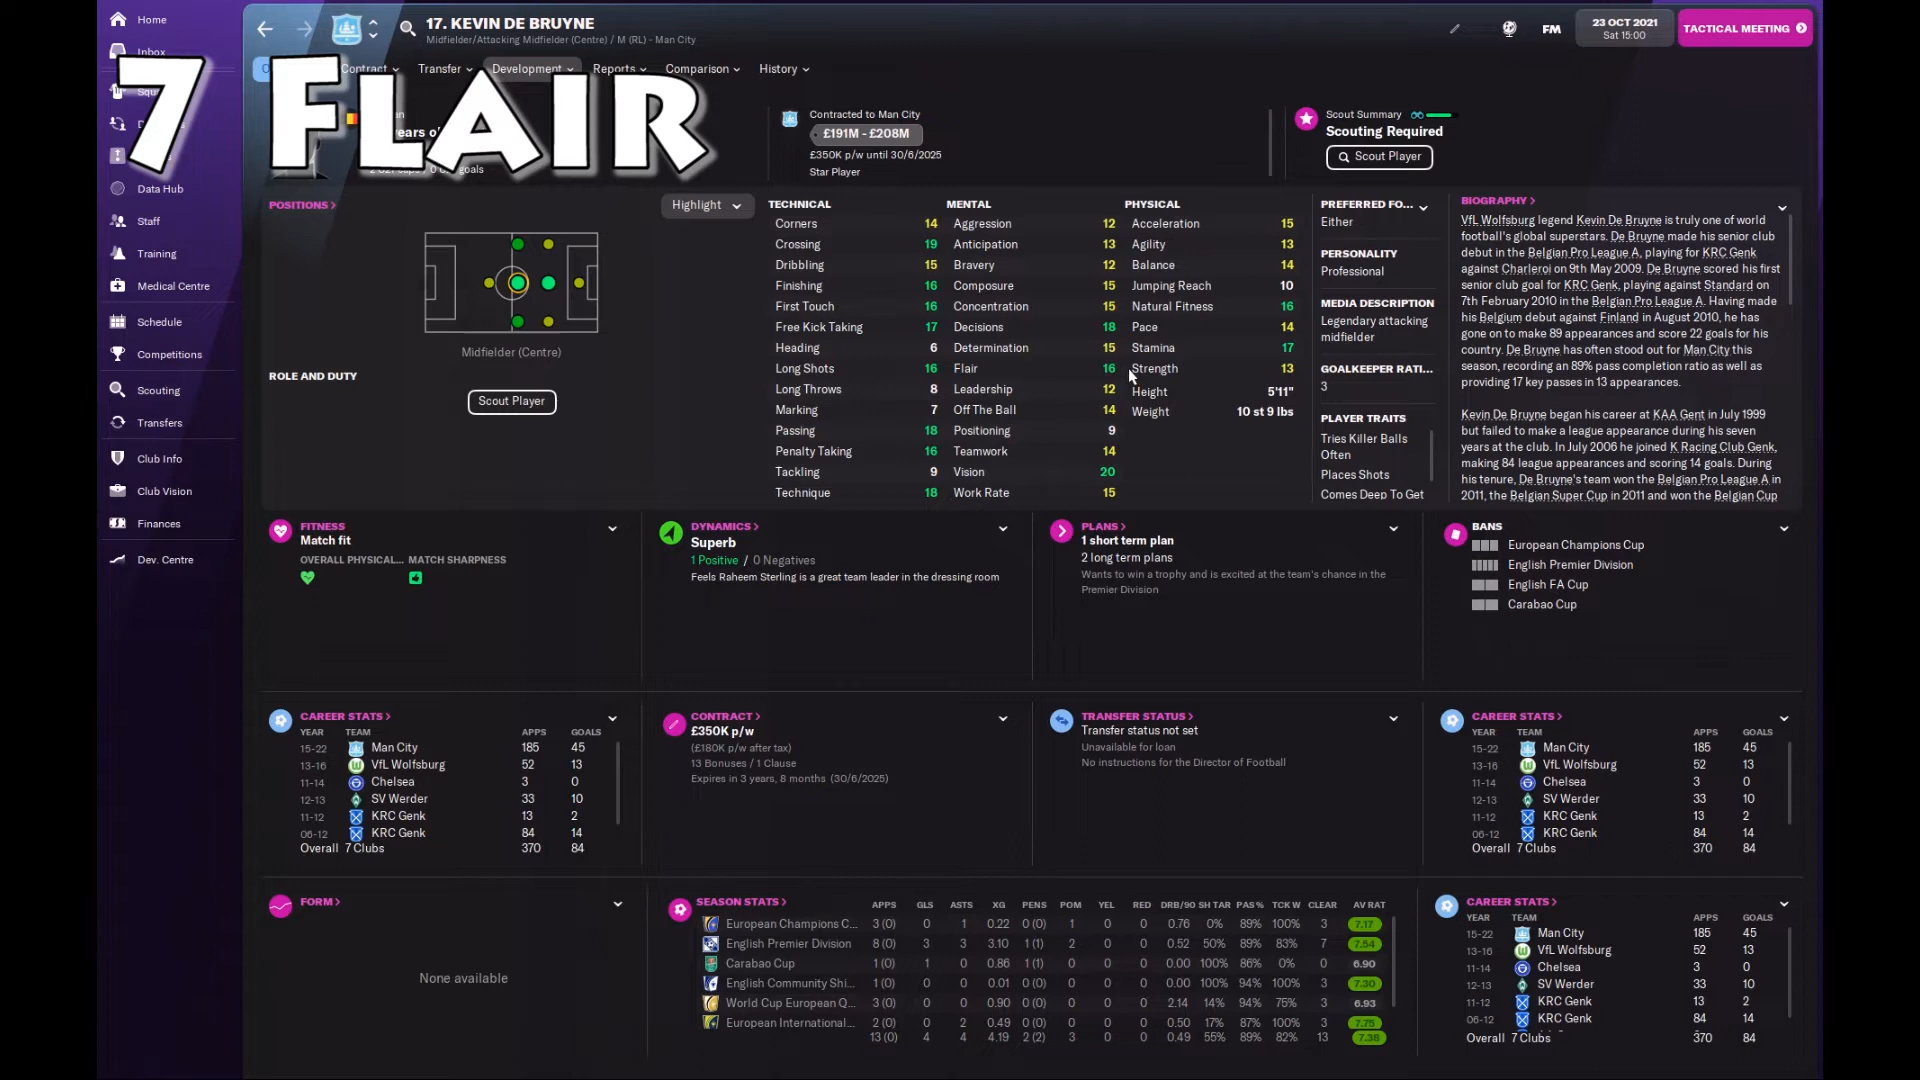 Home
17. KEVIN DE BRUYNE
Midfielder/Attacking Midfielder (Centre) / M (RL) - Man City
FM
23 OCT 2021
Sat 15:00
TACTICAL MEETING
Inbox
7 FLAIR
Contract
Transfer
Development
Reports
Comparison
History
Contracted to Man City
£191M - £208M
£350K p/w until 30/6/2025
Star Player
Scout Summary
Scouting Required
Scout Player
Data Hub
Staff
Training
Medical Centre
Schedule
Competitions
Scouting
Transfers
Club Info
Club Vision
Finances
Dev. Centre
POSITIONS >
Highlight
Midfielder (Centre)
ROLE AND DUTY
Scout Player
TECHNICAL
Corners 14
Crossing 19
Dribbling 15
Finishing 16
First Touch 16
Free Kick Taking 17
Heading 6
Long Shots 16
Long Throws 8
Marking 7
Passing 18
Penalty Taking 16
Tackling 9
Technique 18
MENTAL
Aggression 12
Anticipation 13
Bravery 12
Composure 15
Concentration 15
Decisions 18
Determination 15
Flair 16
Leadership 12
Off The Ball 14
Positioning 9
Teamwork 14
Vision 20
Work Rate 15
PHYSICAL
Acceleration 15
Agility 13
Balance 14
Jumping Reach 10
Natural Fitness 16
Pace 14
Stamina 17
Strength 13
Height 5'11"
Weight 10 st 9 lbs
PREFERRED FO...
Either
PERSONALITY
Professional
MEDIA DESCRIPTION
Legendary attacking
midfielder
GOALKEEPER RATI...
3
PLAYER TRAITS
Tries Killer Balls
Often
Places Shots
Comes Deep To Get
BIOGRAPHY >
VfL Wolfsburg legend Kevin De Bruyne is truly one of world
football's global superstars. De Bruyne made his senior club
debut in the Belgian Pro League A, playing for KRC Genk
against Charleroi on 9th May 2009. De Bruyne scored his first
senior club goal for KRC Genk, playing against Standard on
7th February 2010 in the Belgian Pro League A. Having made
his Belgium debut against Finland in August 2010, he has
gone on to make 89 appearances and score 22 goals for his
country. De Bruyne has often stood out for Man City this
season, recording an 89% pass completion ratio as well as
providing 17 key passes in 13 appearances.
Kevin De Bruyne began his career at KAA Gent in July 1999
but failed to make a league appearance during his seven
years at the club. In July 2006 he joined K Racing Club Genk,
making 84 league appearances and scoring 14 goals. During
his tenure, De Bruyne's team won the Belgian Pro League A in
2011, the Belgian Super Cup in 2011 and won the Belgian Cup
FITNESS
Match fit
OVERALL PHYSICAL... MATCH SHARPNESS
DYNAMICS >
Superb
1 Positive / 0 Negatives
Feels Raheem Sterling is a great team leader in the dressing room
PLANS >
1 short term plan
2 long term plans
Wants to win a trophy and is excited at the team's chance in the
Premier Division
BANS
European Champions Cup
English Premier Division
English FA Cup
Carabao Cup
CAREER STATS >
YEAR TEAM APPS GOALS
15-22 Man City 185 45
13-16 VfL Wolfsburg 52 13
11-14 Chelsea 3 0
12-13 SV Werder 33 10
11-12 KRC Genk 13 2
06-12 KRC Genk 84 14
Overall 7 Clubs 370 84
CONTRACT >
£350K p/w
(£180K p/w after tax)
13 Bonuses / 1 Clause
Expires in 3 years, 8 months (30/6/2025)
TRANSFER STATUS >
Transfer status not set
Unavailable for loan
No instructions for the Director of Football
CAREER STATS >
YEAR TEAM APPS GOALS
15-22 Man City 185 45
13-16 VfL Wolfsburg 52 13
11-14 Chelsea 3 0
12-13 SV Werder 33 10
11-12 KRC Genk 13 2
06-12 KRC Genk 84 14
Overall 7 Clubs 370 84
FORM >
None available
SEASON STATS > APPS GLS ASTS XG PENS POM YEL RED DRB/90 SH TAR PAS % TCK W CLEAR AV RAT
European Champions C... 3 (0) 0 1 0.22 0 (0) 1 0 0 0.76 0% 89% 100% 3 7.17
English Premier Division 8 (0) 3 3 3.10 1 (1) 2 0 0 0.52 50% 89% 83% 7 7.54
Carabao Cup 1 (0) 1 0 0.86 1 (1) 0 0 0 0.00 100% 86% 0% 0 6.90
English Community Shi... 1 (0) 0 0 0.01 0 (0) 0 0 0 0.00 100% 94% 100% 3 7.30
World Cup European Q... 3 (0) 0 0 0.90 0 (0) 0 0 0 2.14 14% 94% 75% 3 6.93
European International... 2 (0) 0 2 0.49 0 (0) 0 0 0 0.50 17% 87% 100% 3 7.75
13 (0) 4 4 4.19 2 (2) 3 0 0 0.49 55% 89% 82% 13 7.38
CAREER STATS >
YEAR TEAM APPS GOALS
15-22 Man City 185 45
13-16 VfL Wolfsburg 52 13
11-14 Chelsea 3 0
12-13 SV Werder 33 10
11-12 KRC Genk 13 2
06-12 KRC Genk 84 14
Overall 7 Clubs 370 84